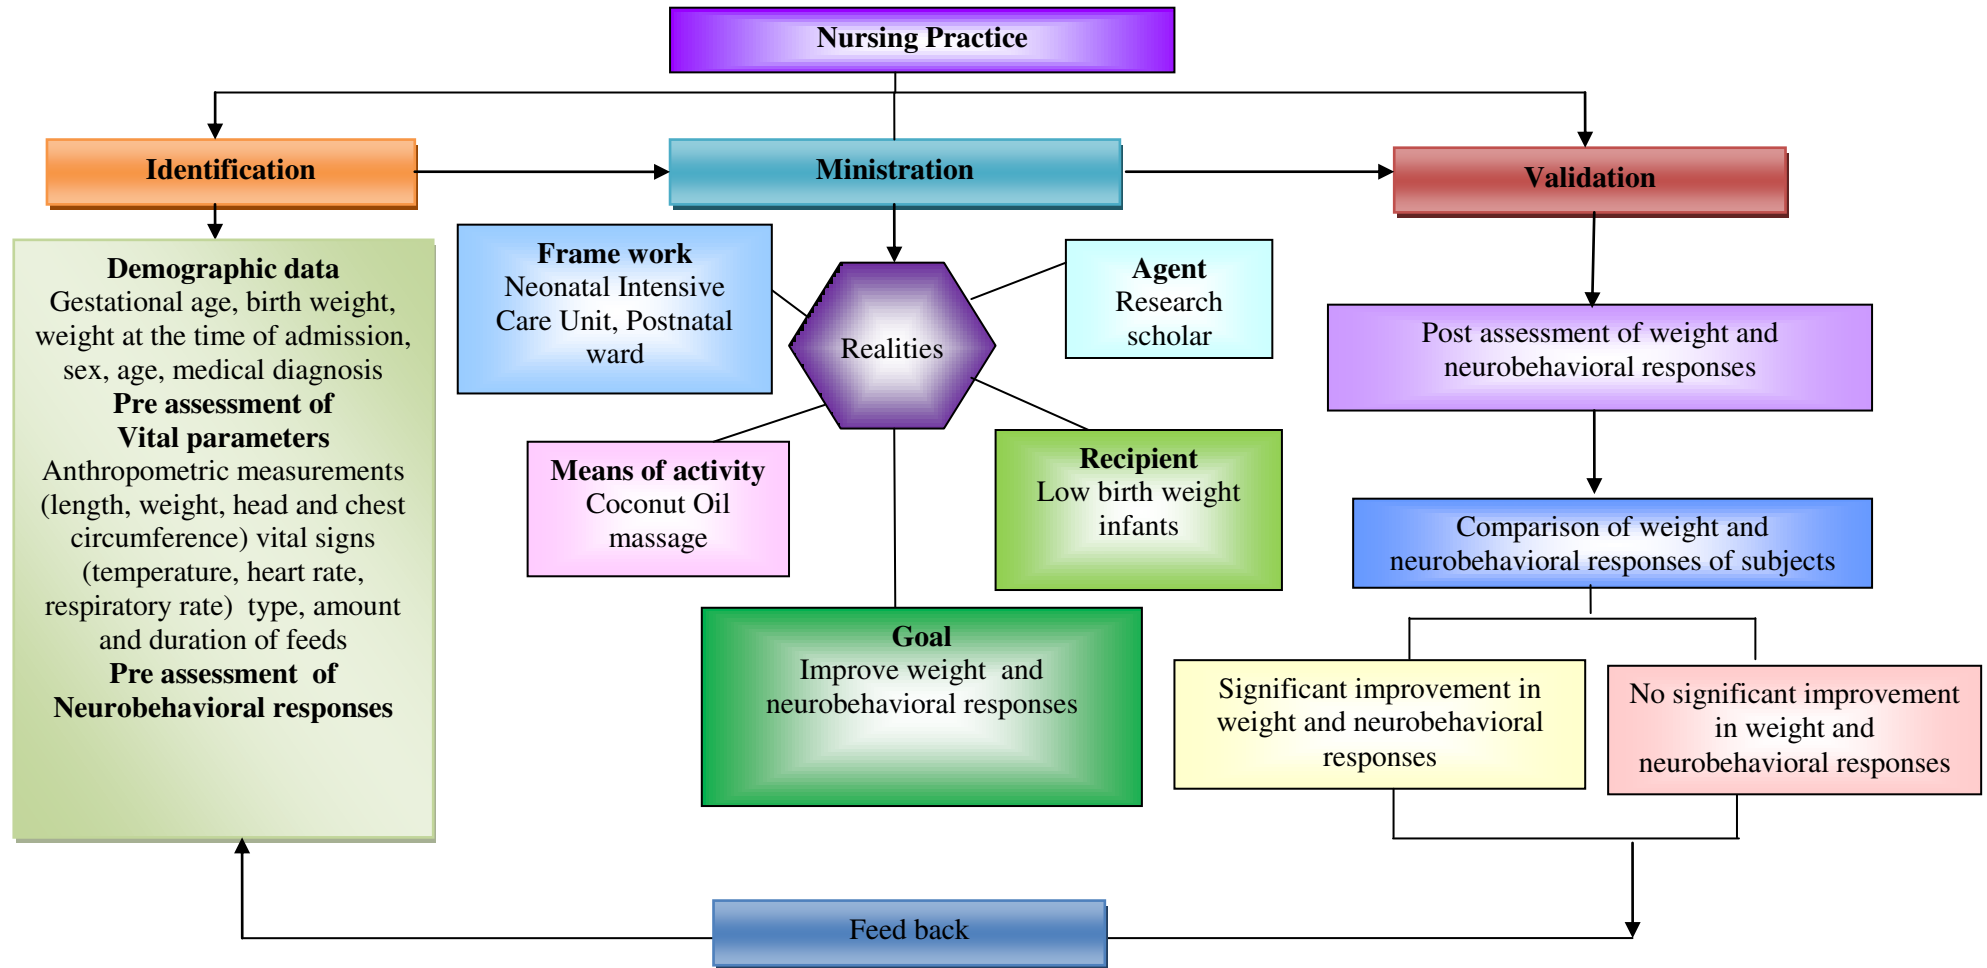 Nursing Practice
Identification
Ministration
Validation
Demographic data
Gestational age, birth weight,
weight at the time of admission,
sex, age, medical diagnosis
Pre assessment of
Vital parameters
Anthropometric measurements
(length, weight, head and chest
circumference) vital signs
(temperature, heart rate,
respiratory rate)  type, amount
and duration of feeds
Pre assessment  of
Neurobehavioral responses
Frame work
Neonatal Intensive
Care Unit, Postnatal
ward
Realities
Agent
Research
scholar
Means of activity
Coconut Oil
massage
Recipient
Low birth weight
infants
Goal
Improve weight  and
neurobehavioral responses
Post assessment of weight and
neurobehavioral responses
Comparison of weight and
neurobehavioral responses of subjects
Significant improvement in
weight and neurobehavioral
responses
No significant improvement
in weight and
neurobehavioral responses
Feed back